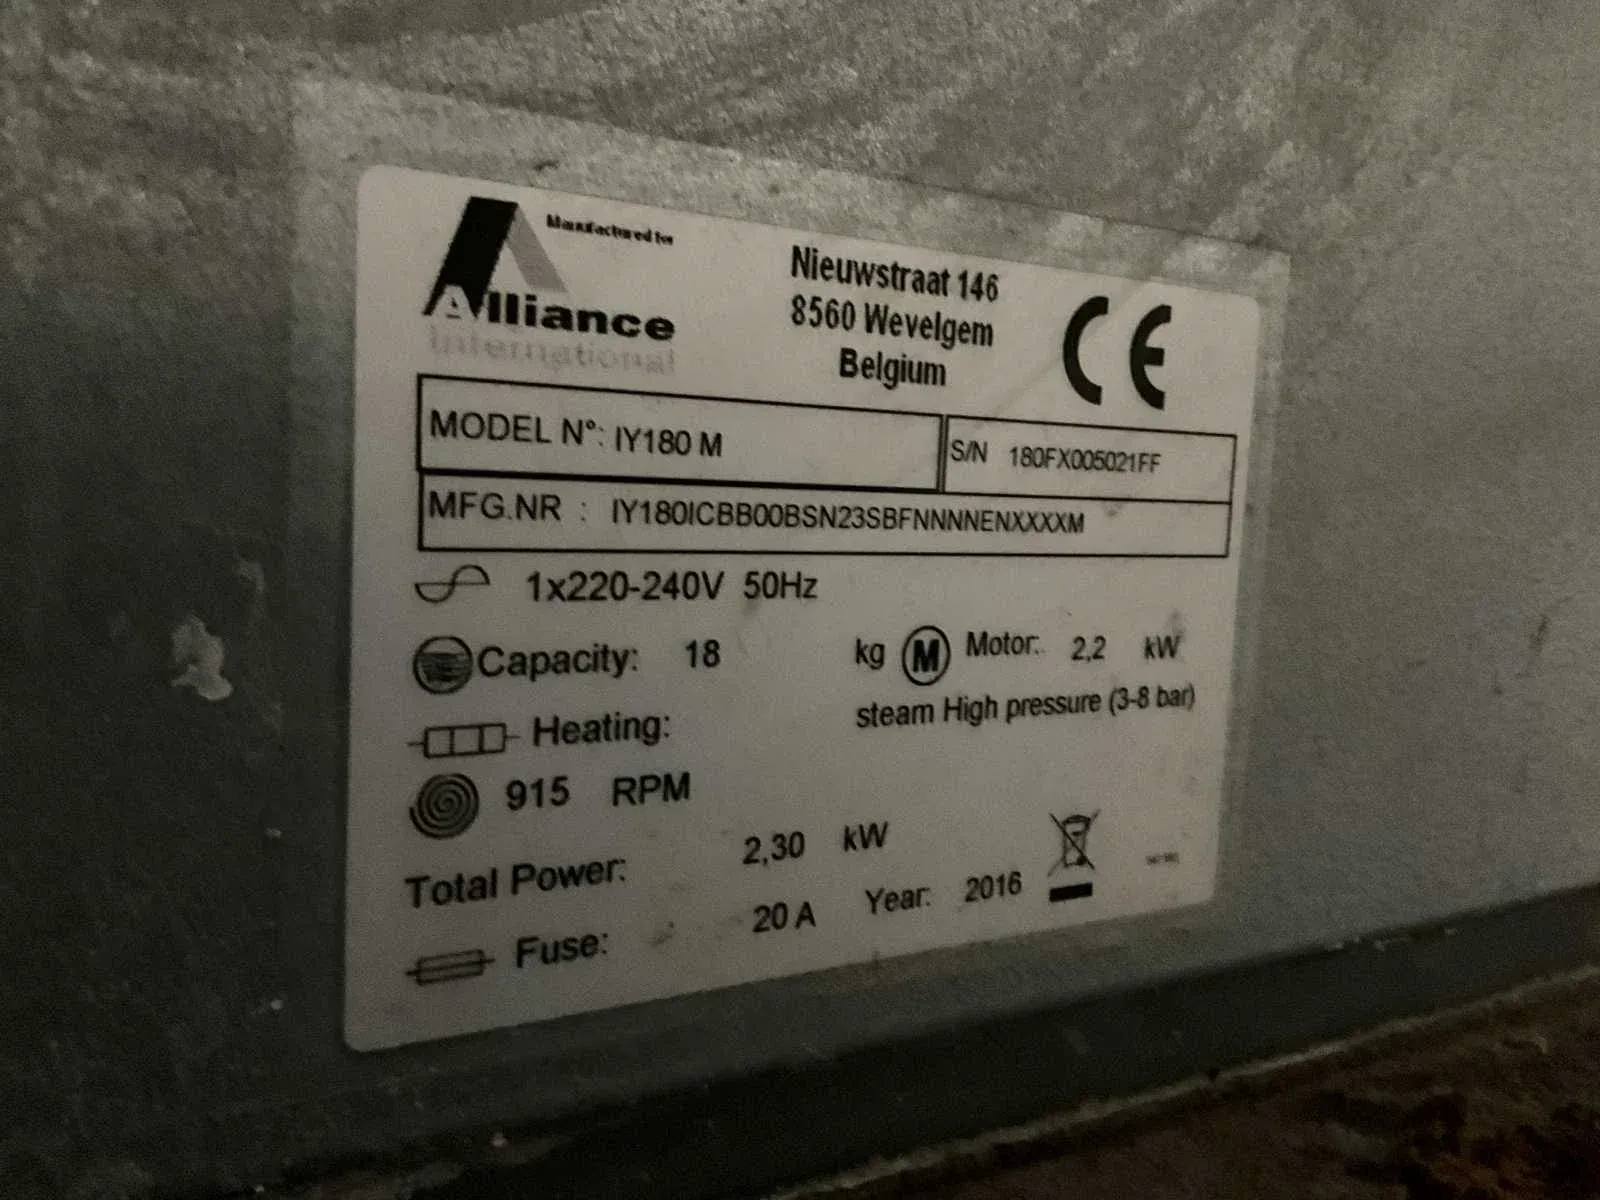 Manufactured for
Alliance
International
Nieuwstraat 146
8560 Wevelgem
Belgium
CE
MODEL N°: IY180 M
S/N 180FX005021FF
MFG.NR : IY180ICBB00BSN23SBFNNNNENXXXXM
1x220-240V 50Hz
Capacity: 18 kg
M Motor: 2,2 kW
Heating: steam High pressure (3-8 bar)
915 RPM
Total Power: 2,30 kW
Fuse: 20 A Year: 2016